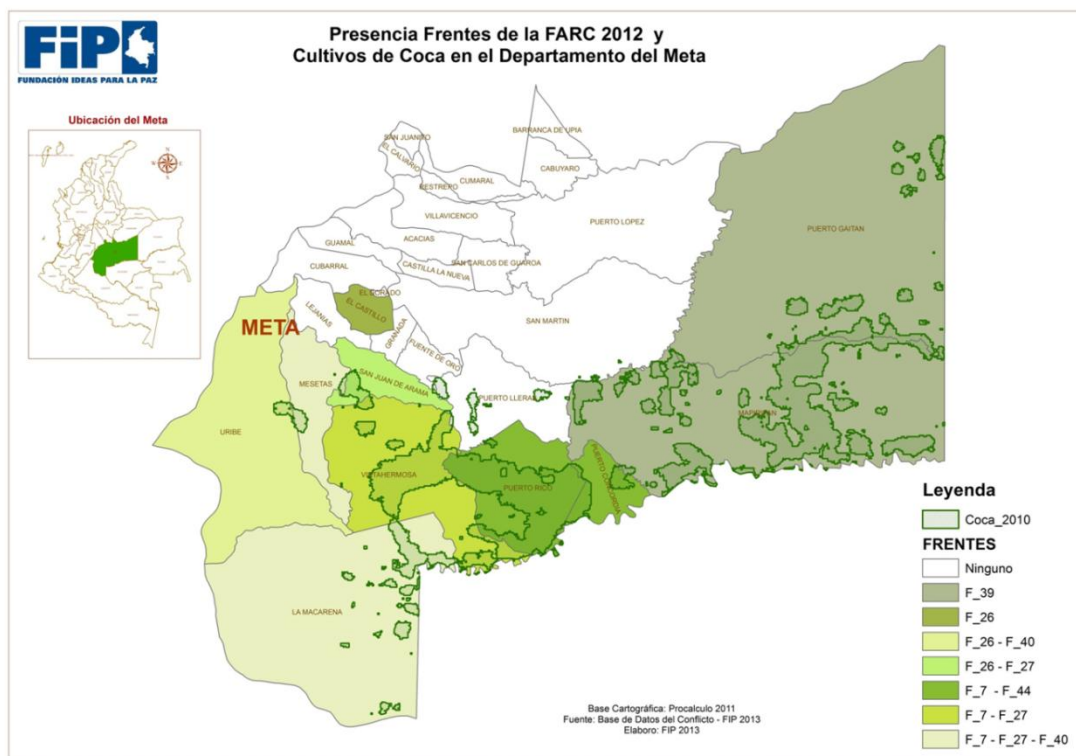 FiP
FUNDACIÓN IDEAS PARA LA PAZ
Presencia Frentes de la FARC 2012 y
Cultivos de Coca en el Departamento del Meta
Ubicación del Meta
SAN JUANITO
EL CALVARIO
BARRANCA DE UPIA
CABUYARO
CUMARAL
RESTREPO
VILLAVICENCIO
PUERTO LOPEZ
PUERTO GAITAN
GUAMAL
ACACIAS
CUBARRAL
CASTILLA LA NUEVA
SAN CARLOS DE GUAROA
EL DORADO
EL CASTILLO
LEJANIAS
GRANADA
FUENTE DE ORO
SAN MARTIN
META
MESETAS
SAN JUAN DE ARAMA
PUERTO LLERAS
MAPIRIPAN
URIBE
VISTAHERMOSA
PUERTO RICO
PUERTO CONCORDIA
LA MACARENA
Leyenda
Coca_2010
FRENTES
Ninguno
F_39
F_26
F_26 - F_40
F_26 - F_27
F_7 - F_44
F_7 - F_27
F_7 - F_27 - F_40
Base Cartográfica: Procalculo 2011
Fuente: Base de Datos del Conflicto - FIP 2013
Elaboro: FIP 2013